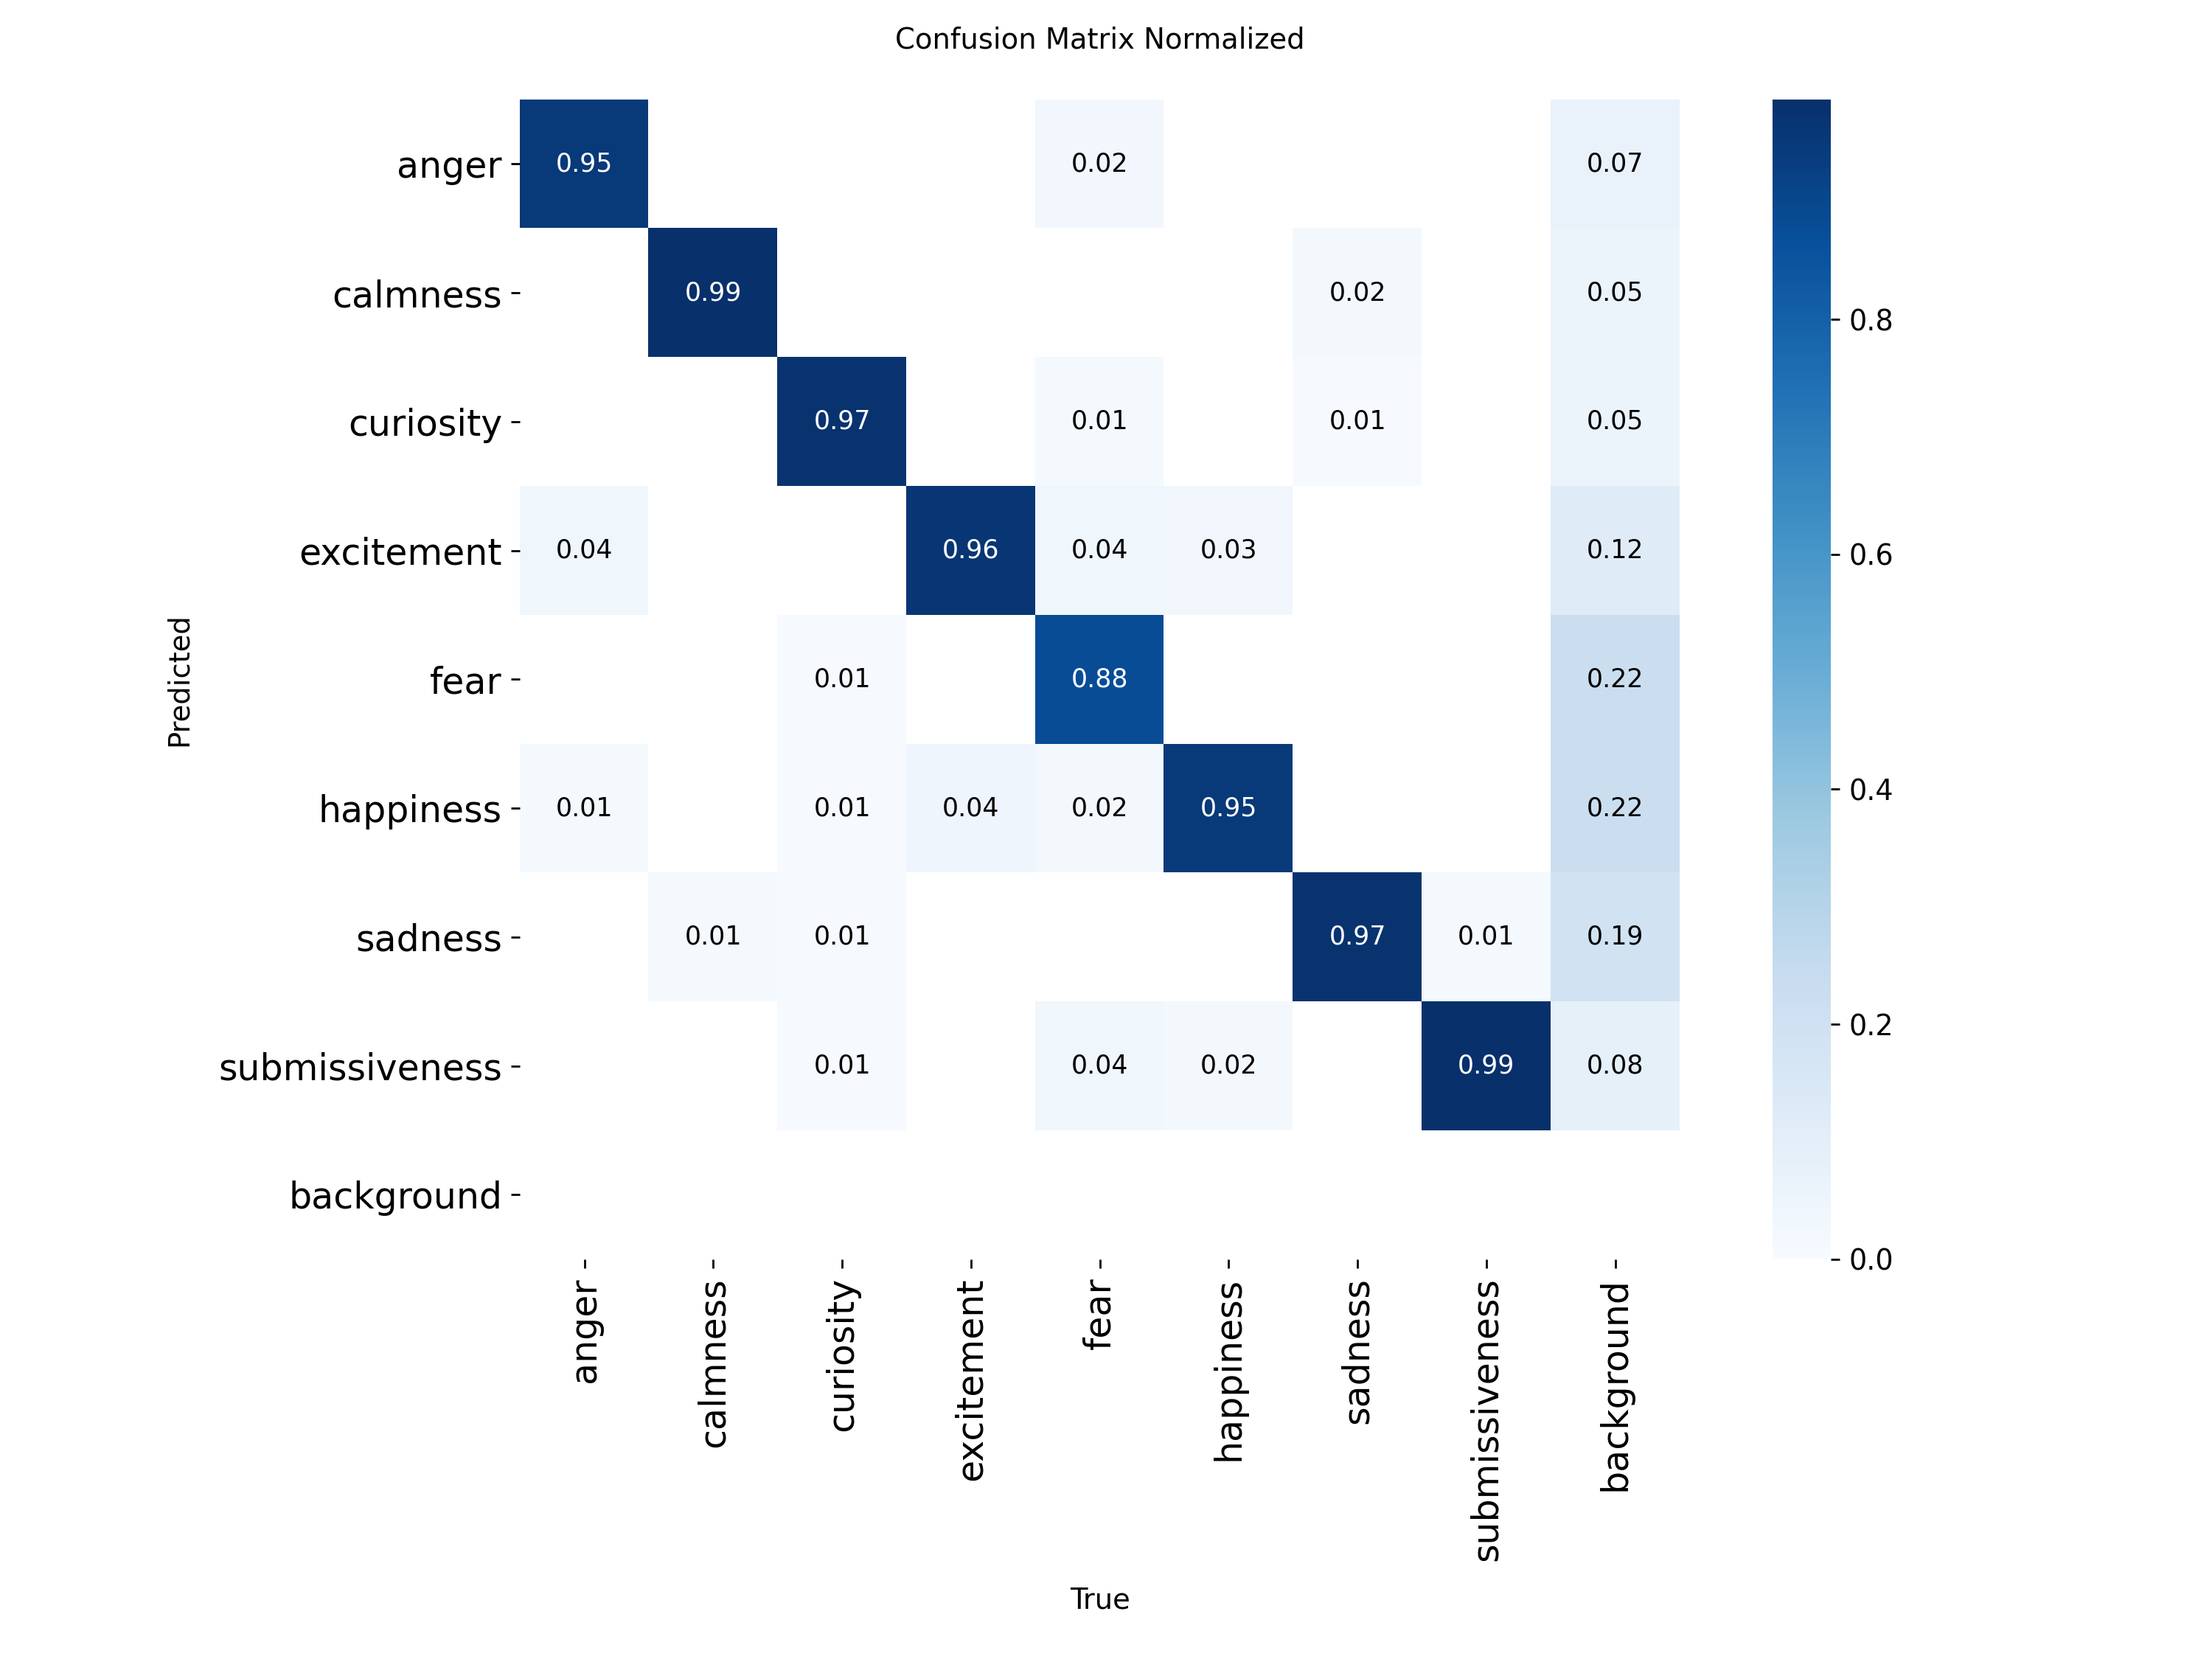 Confusion Matrix Normalized
anger 0.95 0.02 0.07
calmness 0.99 0.02 0.05
curiosity 0.97 0.01 0.01 0.05
excitement 0.04 0.96 0.04 0.03 0.12
fear 0.01 0.88 0.22
happiness 0.01 0.01 0.04 0.02 0.95 0.22
sadness 0.01 0.01 0.97 0.01 0.19
submissiveness 0.01 0.04 0.02 0.99 0.08
background
Predicted
anger calmness curiosity excitement fear happiness sadness submissiveness background
True
0.8
0.6
0.4
0.2
0.0